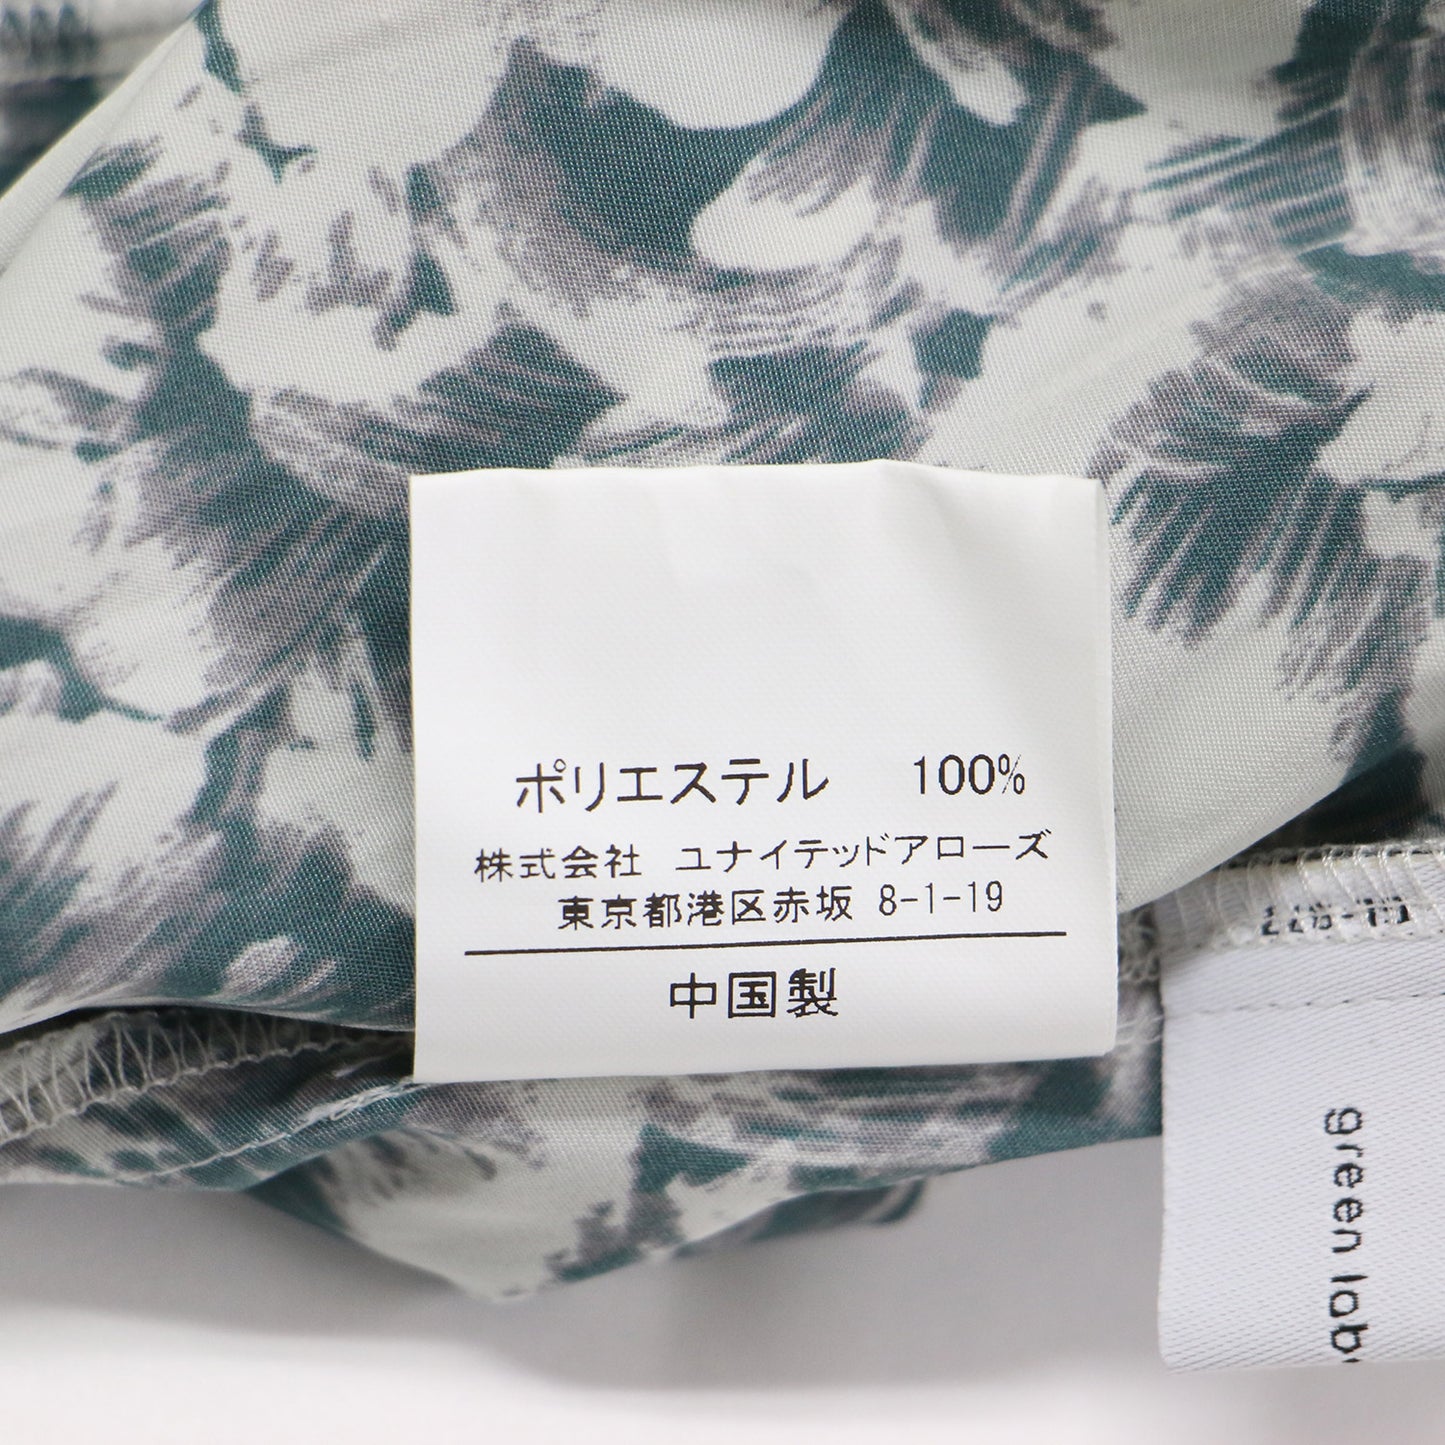 ポリエステル 100%
株式会社 ユナイテッドアローズ
東京都港区赤坂 8-1-19
中国製
green lab